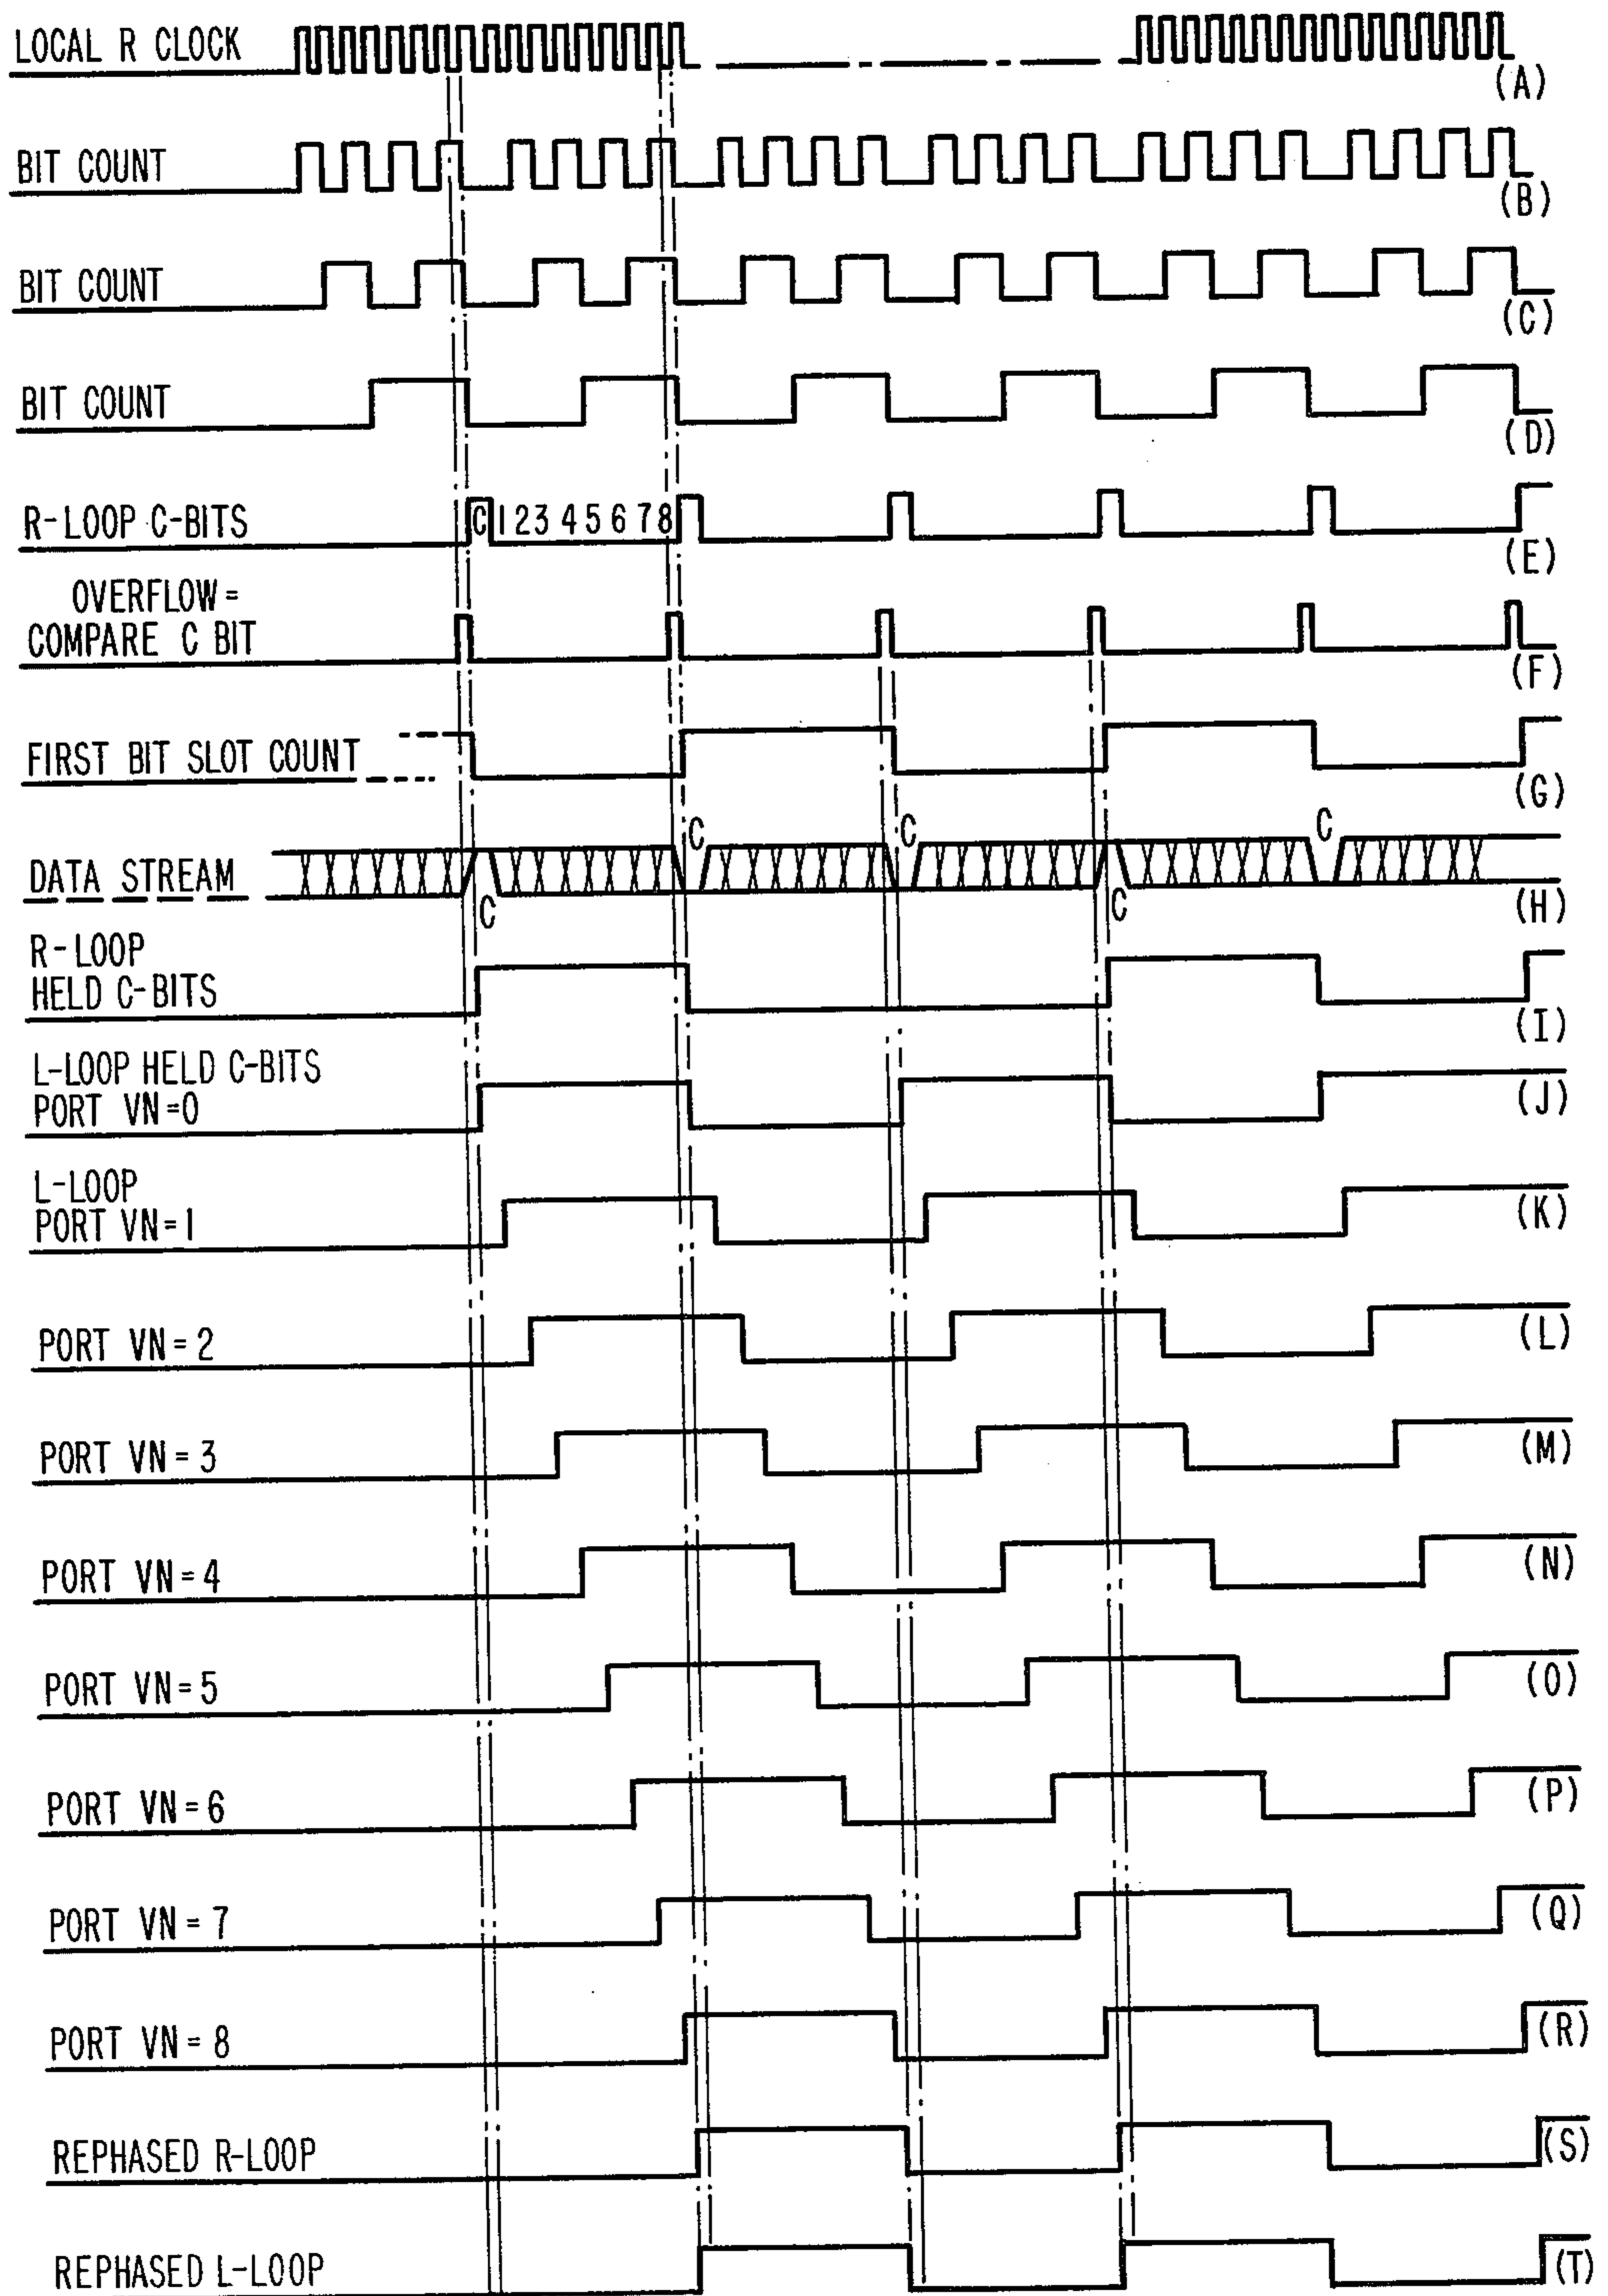 LOCAL R CLOCK
(A)
BIT COUNT
(B)
BIT COUNT
(C)
BIT COUNT
(D)
R-LOOP C-BITS
C 1 2 3 4 5 6 7 8
(E)
OVERFLOW =
COMPARE C BIT
(F)
FIRST BIT SLOT COUNT
(G)
C C C
DATA STREAM
C C
(H)
R-LOOP
HELD C-BITS
(I)
L-LOOP HELD C-BITS
PORT VN=0
(J)
L-LOOP
PORT VN=1
(K)
PORT VN=2
(L)
PORT VN=3
(M)
PORT VN=4
(N)
PORT VN=5
(O)
PORT VN=6
(P)
PORT VN=7
(Q)
PORT VN=8
(R)
REPHASED R-LOOP
(S)
REPHASED L-LOOP
(T)